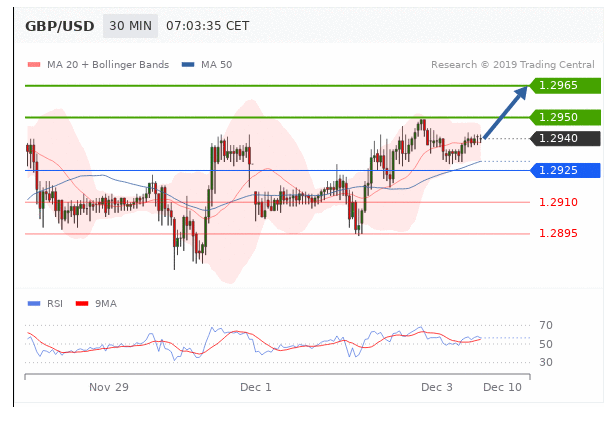 GBP/USD 30 MIN 07:03:35 CET
MA 20 + Bollinger Bands MA 50 Research © 2019 Trading Central
1.2965
1.2950
1.2940
1.2925
1.2910
1.2895
RSI 9MA
70
50
30
Nov 29 Dec 1 Dec 3 Dec 10